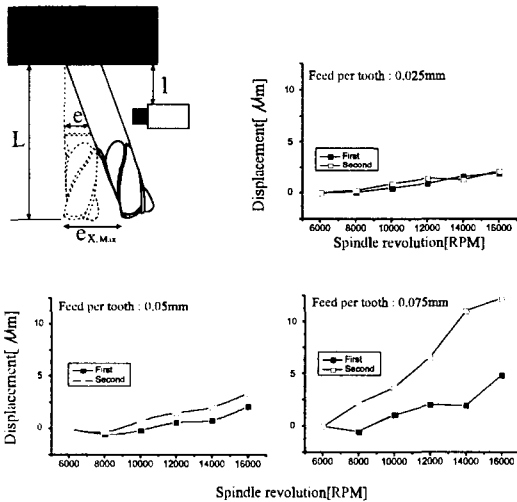 l
L
e
eX,Max
Feed per tooth : 0.025mm
Displacement[ μm]
10
5
0
First
Second
6000 8000 10000 12000 14000 16000
Spindle revolution[RPM]
Feed per tooth : 0.05mm
Displacement[ μm]
10
5
0
First
Second
6000 8000 10000 12000 14000 16000
Feed per tooth : 0.075mm
10
5
0
First
Second
6000 8000 10000 12000 14000 16000
Spindle revolution[RPM]